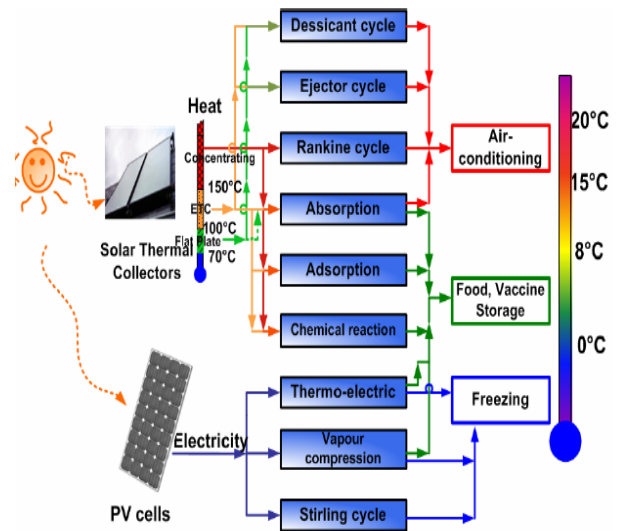 Dessicant cycle
Ejector cycle
Heat
Rankine cycle
Concentrating
150°C
ETC
100°C
Flat Plate
70°C
Solar Thermal
Collectors
Absorption
Adsorption
Chemical reaction
Thermo-electric
Vapour
compression
Stirling cycle
Electricity
PV cells
Air-
conditioning
Food, Vaccine
Storage
Freezing
20°C
15°C
8°C
0°C